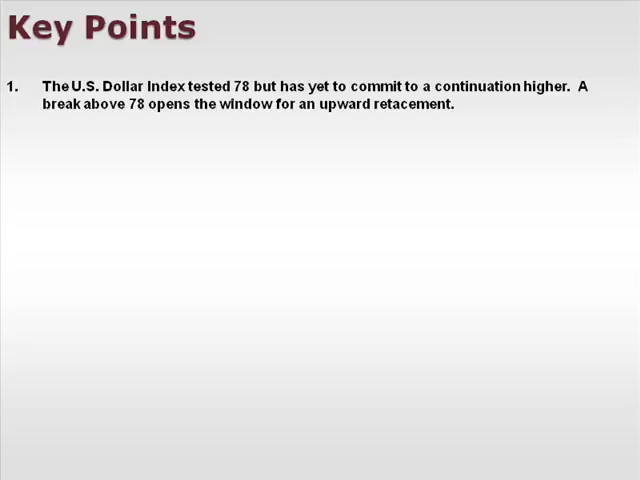 Key Points
1. The U.S. Dollar Index tested 78 but has yet to commit to a continuation higher. A
break above 78 opens the window for an upward retacement.